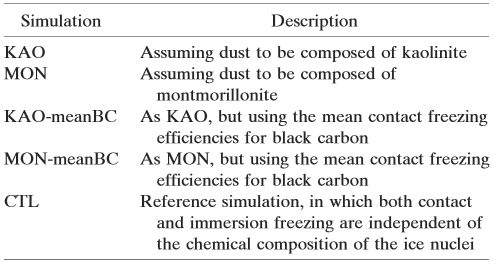 Simulation Description
KAO Assuming dust to be composed of kaolinite
MON Assuming dust to be composed of
montmorillonite
KAO-meanBC As KAO, but using the mean contact freezing
efficiencies for black carbon
MON-meanBC As MON, but using the mean contact freezing
efficiencies for black carbon
CTL Reference simulation, in which both contact
and immersion freezing are independent of
the chemical composition of the ice nuclei